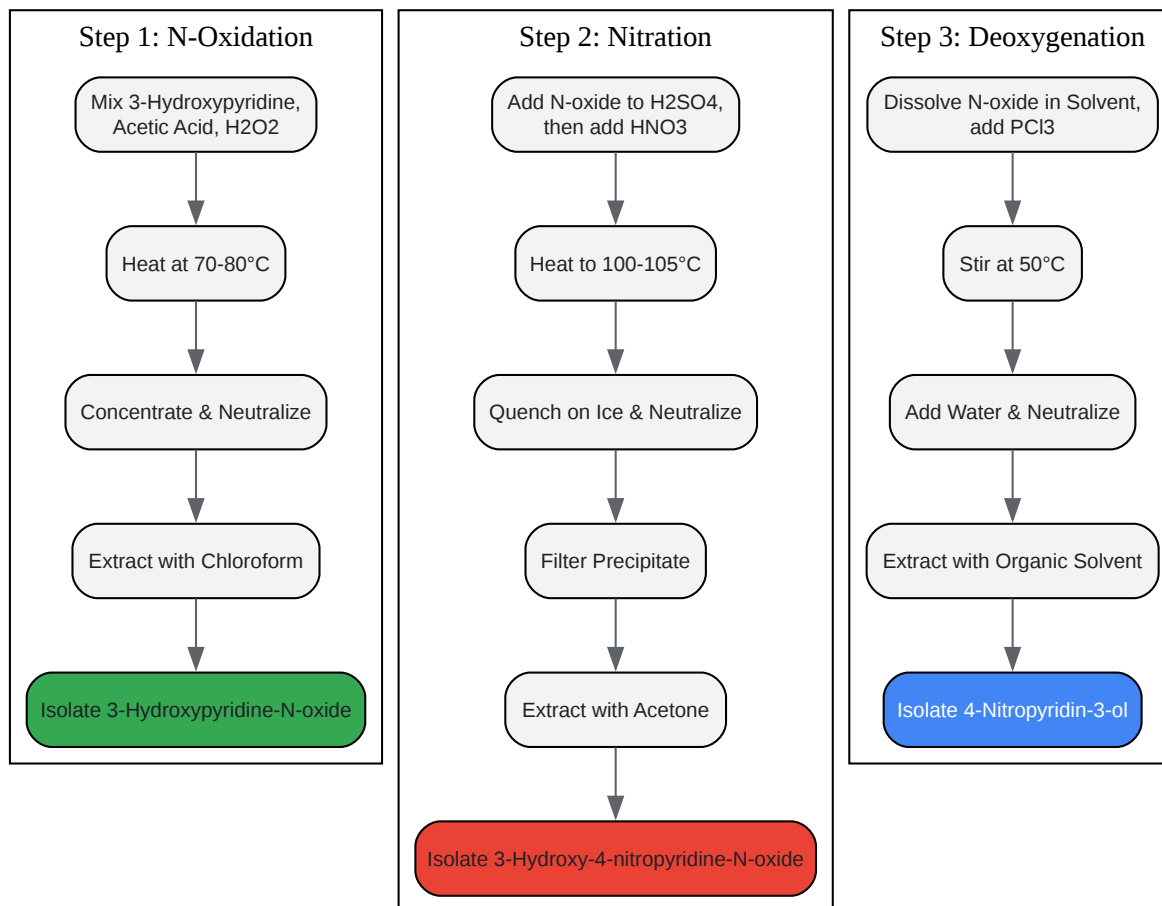 Step 1: N-Oxidation
Mix 3-Hydroxypyridine,
Acetic Acid, H2O2
Heat at 70-80°C
Concentrate & Neutralize
Extract with Chloroform
Isolate 3-Hydroxypyridine-N-oxide
Step 2: Nitration
Add N-oxide to H2SO4,
then add HNO3
Heat to 100-105°C
Quench on Ice & Neutralize
Filter Precipitate
Extract with Acetone
Isolate 3-Hydroxy-4-nitropyridine-N-oxide
Step 3: Deoxygenation
Dissolve N-oxide in Solvent,
add PCl3
Stir at 50°C
Add Water & Neutralize
Extract with Organic Solvent
Isolate 4-Nitropyridin-3-ol